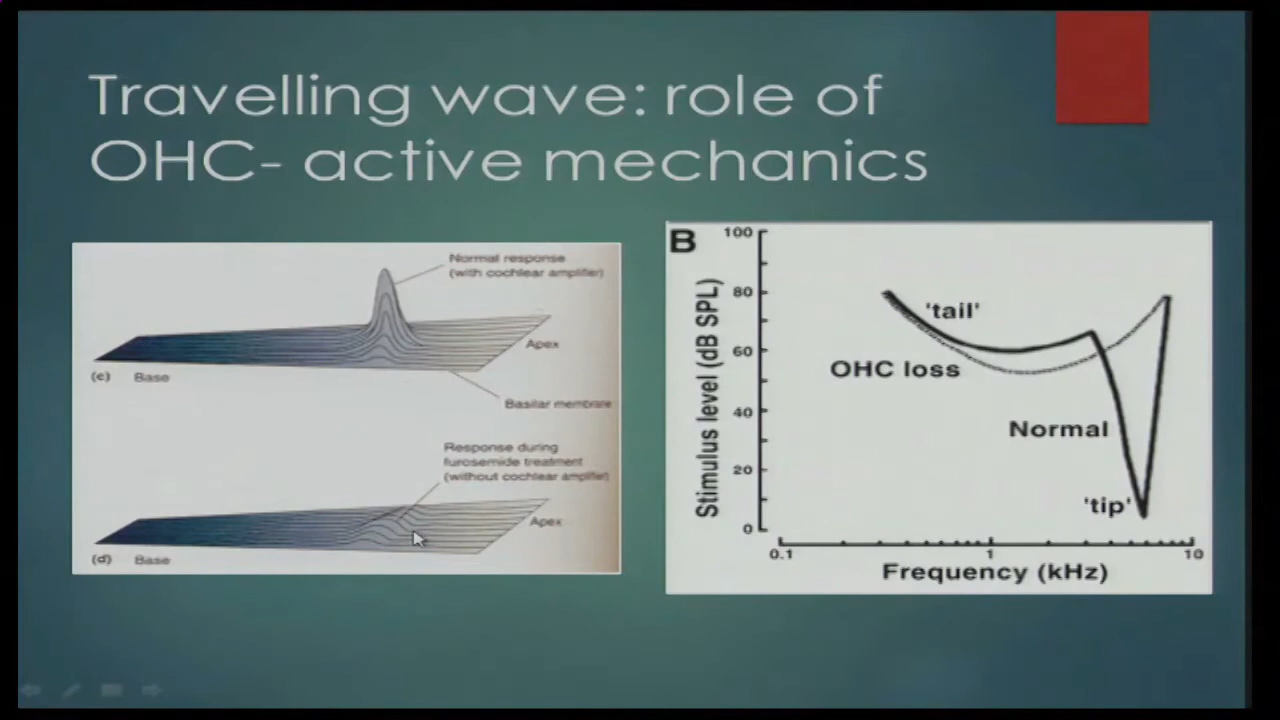 Travelling wave: role of
OHC- active mechanics
Normal response
(with cochlear amplifier)
Apex
(c) Base
Basilar membrane
Response during
furosemide treatment
(without cochlear amplifier)
Apex
(d) Base
B
100
80
60
40
20
0
Stimulus level (dB SPL)
'tail'
OHC loss
Normal
'tip'
0.1 1 10
Frequency (kHz)